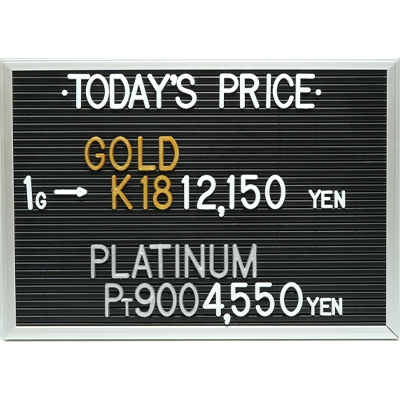 ·TODAY'S PRICE·
GOLD
1G → K18 12,150 YEN
PLATINUM
PT900 4,550 YEN